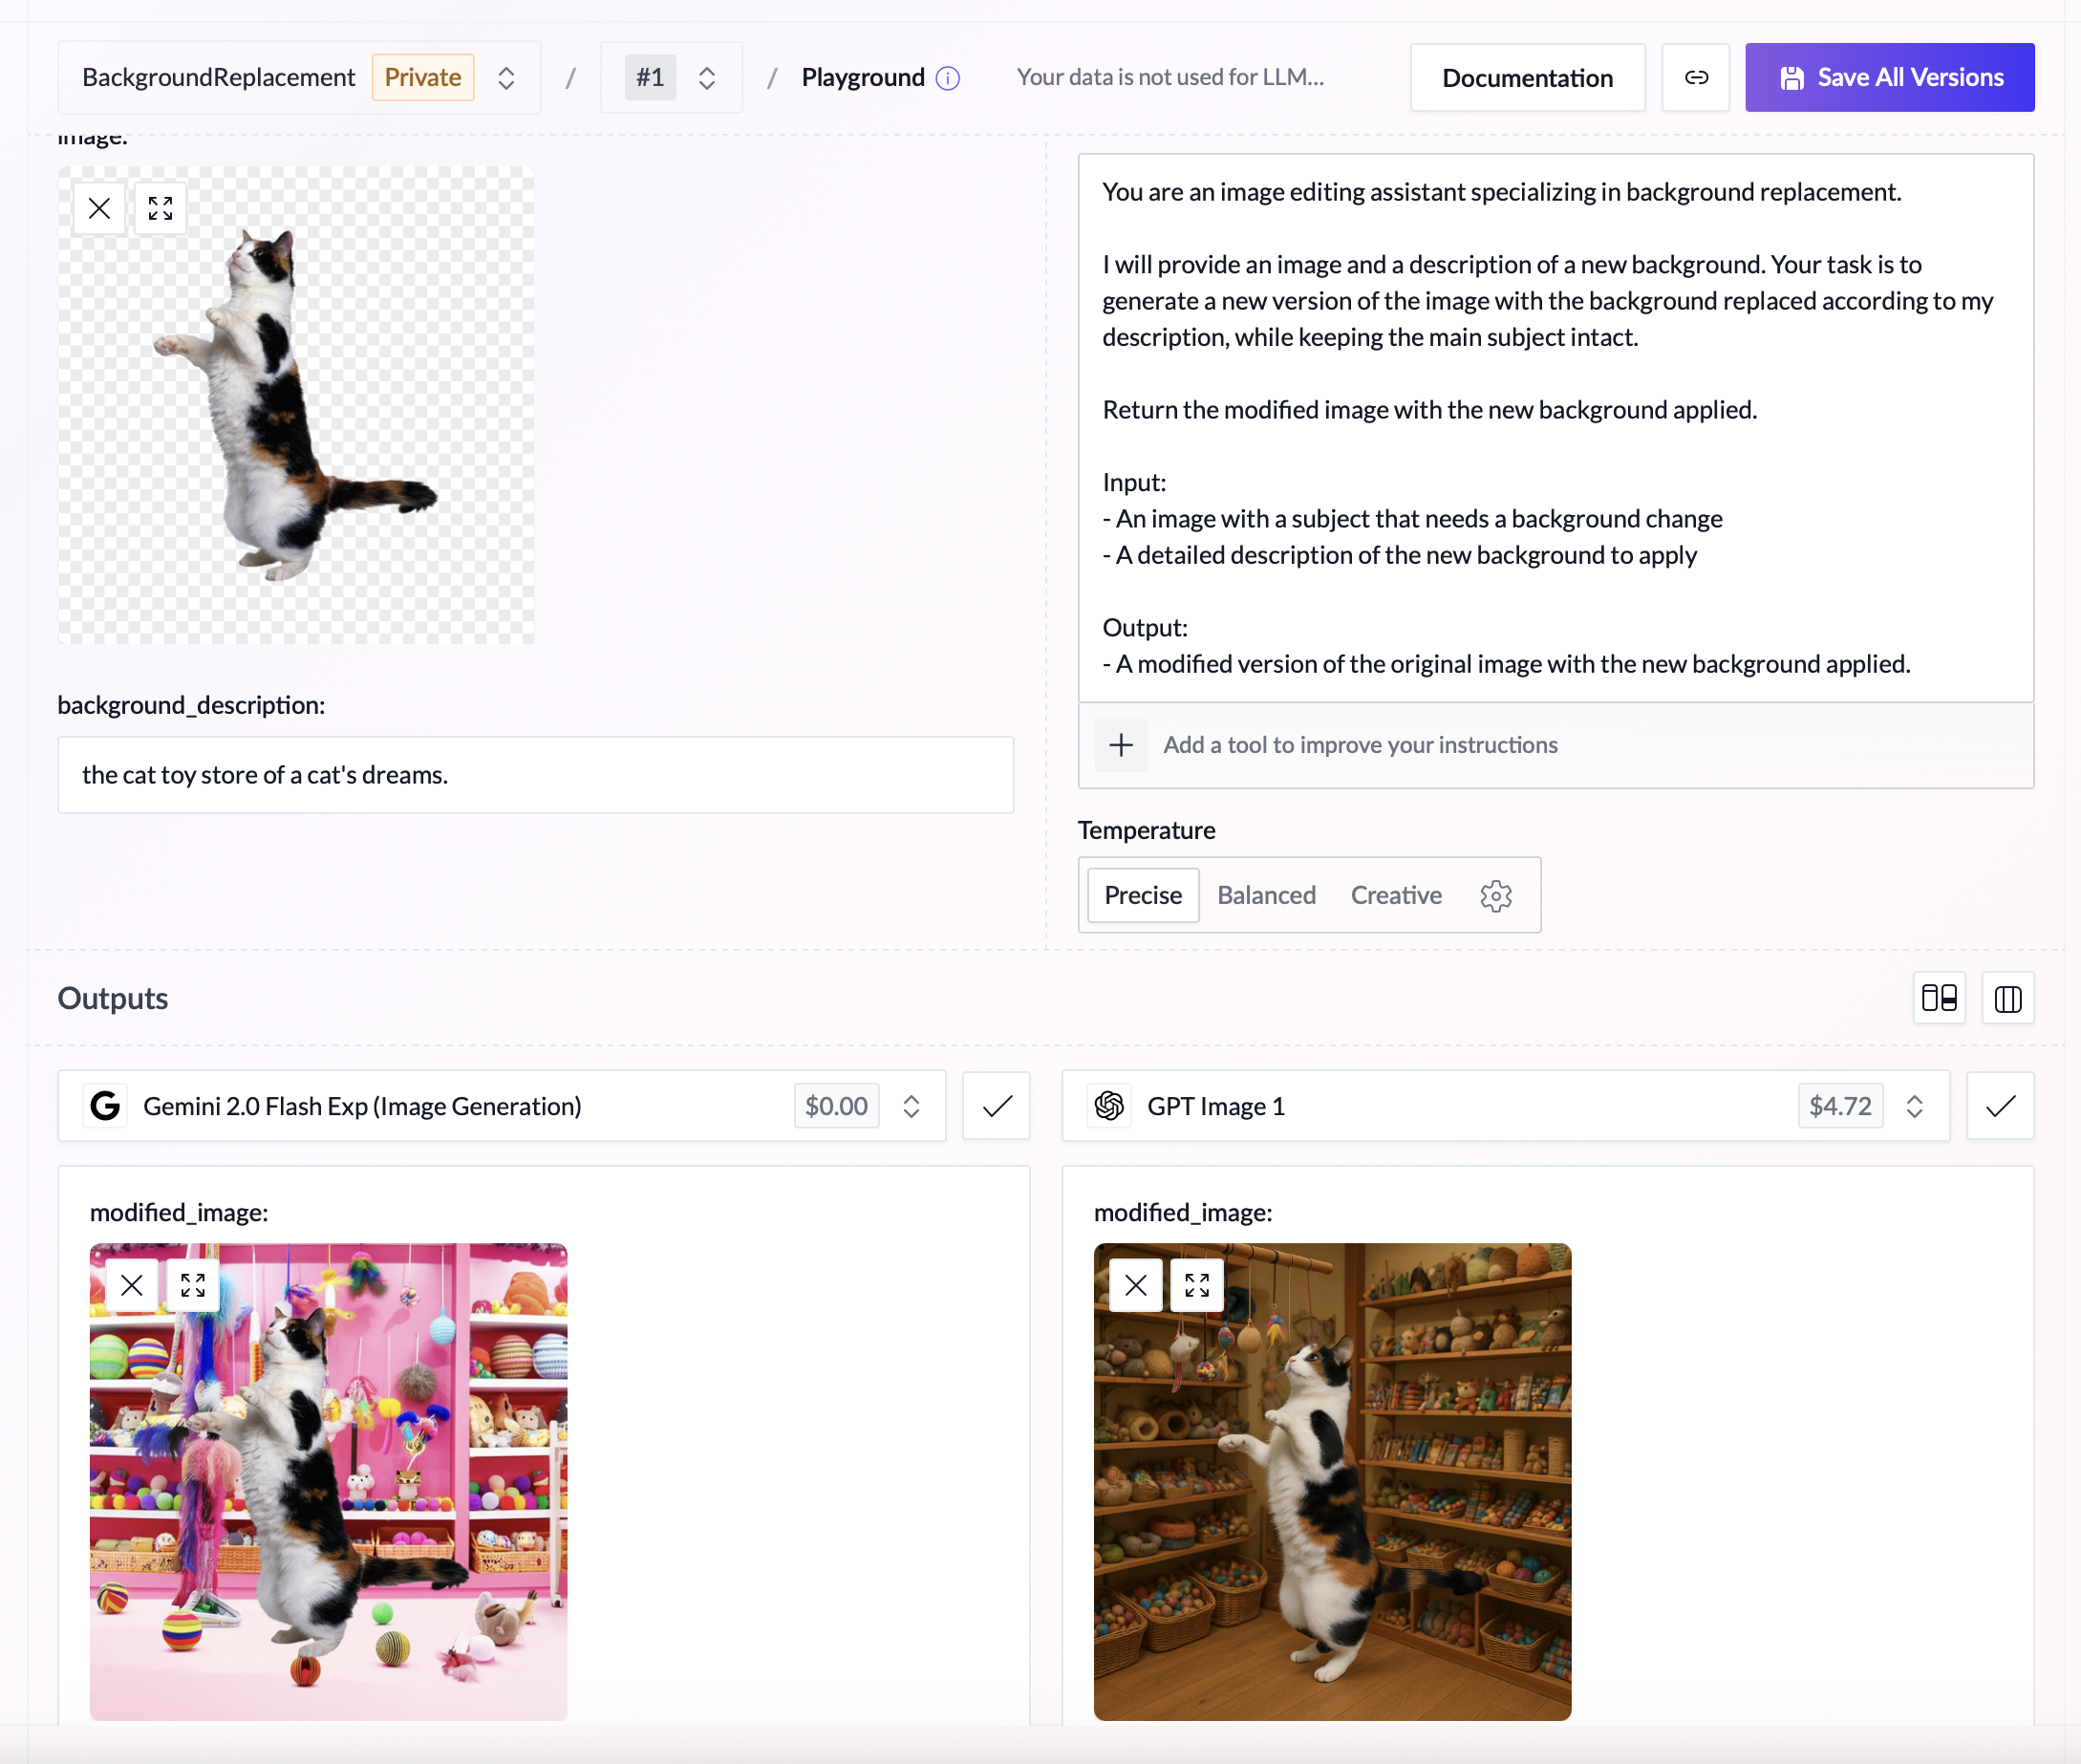 BackgroundReplacement Private / #1 / Playground Your data is not used for LLM... Documentation Save All Versions
image:
You are an image editing assistant specializing in background replacement.
I will provide an image and a description of a new background. Your task is to
generate a new version of the image with the background replaced according to my
description, while keeping the main subject intact.
Return the modified image with the new background applied.
Input:
- An image with a subject that needs a background change
- A detailed description of the new background to apply
Output:
- A modified version of the original image with the new background applied.
background_description:
the cat toy store of a cat's dreams.
Add a tool to improve your instructions
Temperature
Precise Balanced Creative
Outputs
Gemini 2.0 Flash Exp (Image Generation) $0.00
GPT Image 1 $4.72
modified_image:
modified_image: